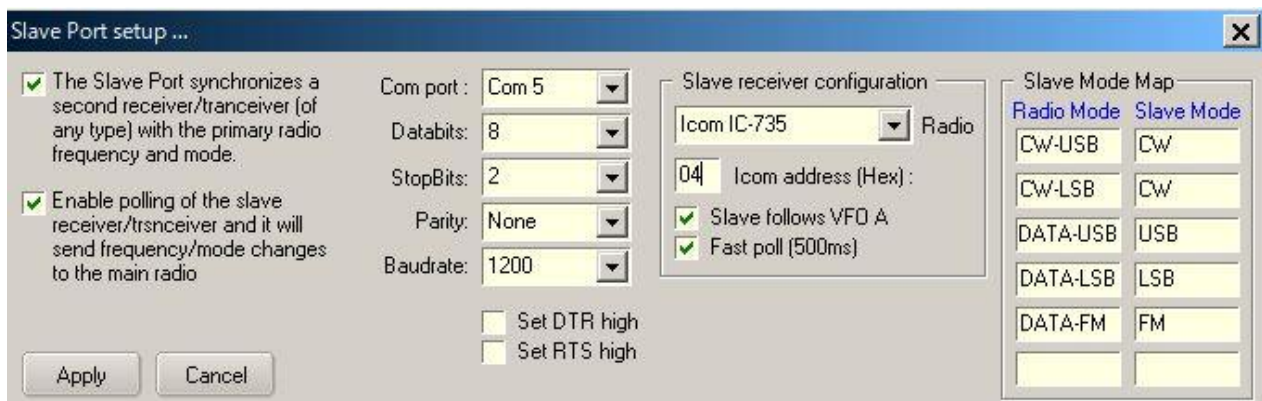 Slave Port setup ...
The Slave Port synchronizes a
second receiver/tranceiver (of
any type) with the primary radio
frequency and mode.
Enable polling of the slave
receiver/trsnceiver and it will
send frequency/mode changes
to the main radio
Apply
Cancel
Com port : Com 5
Databits: 8
StopBits: 2
Parity: None
Baudrate: 1200
Set DTR high
Set RTS high
Slave receiver configuration
Icom IC-735 Radio
04 Icom address (Hex) :
Slave follows VFO A
Fast poll (500ms)
Slave Mode Map
Radio Mode Slave Mode
CW-USB CW
CW-LSB CW
DATA-USB USB
DATA-LSB LSB
DATA-FM FM